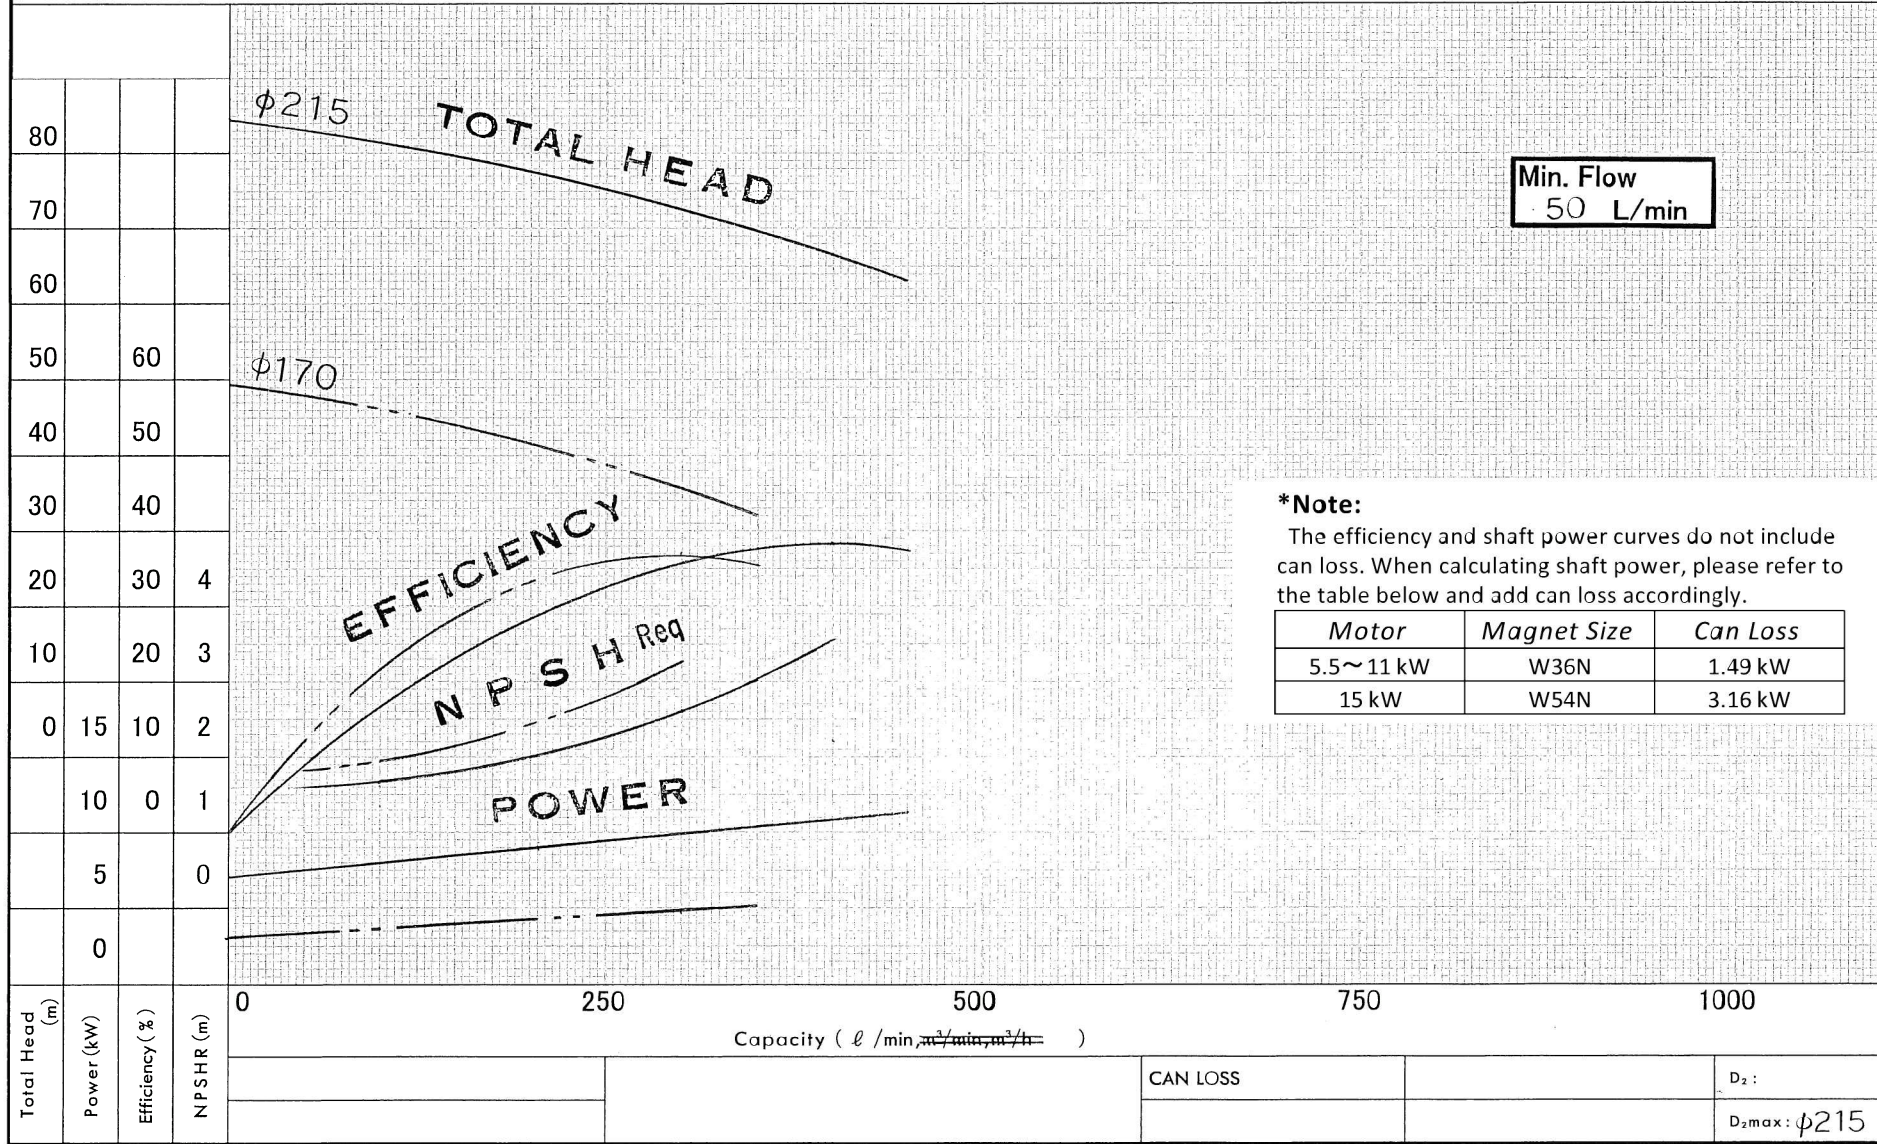 φ215
TOTAL HEAD
80
Min. Flow
50 L/min
70
60
50 60
φ170
40 50
30 40
EFFICIENCY
*Note:
The efficiency and shaft power curves do not include
can loss. When calculating shaft power, please refer to
the table below and add can loss accordingly.
20 30 4
Motor Magnet Size Can Loss
5.5~11 kW W36N 1.49 kW
15 kW W54N 3.16 kW
10 20 3
NPSH Req
0 15 10 2
10 0 1
POWER
5 0
0
0 250 500 750 1000
Capacity ( ℓ /min, m³/min, m³/h )
Total Head (m)
Power (kW)
Efficiency (%)
NPSHR (m)
CAN LOSS
D₂ :
D₂max : φ215